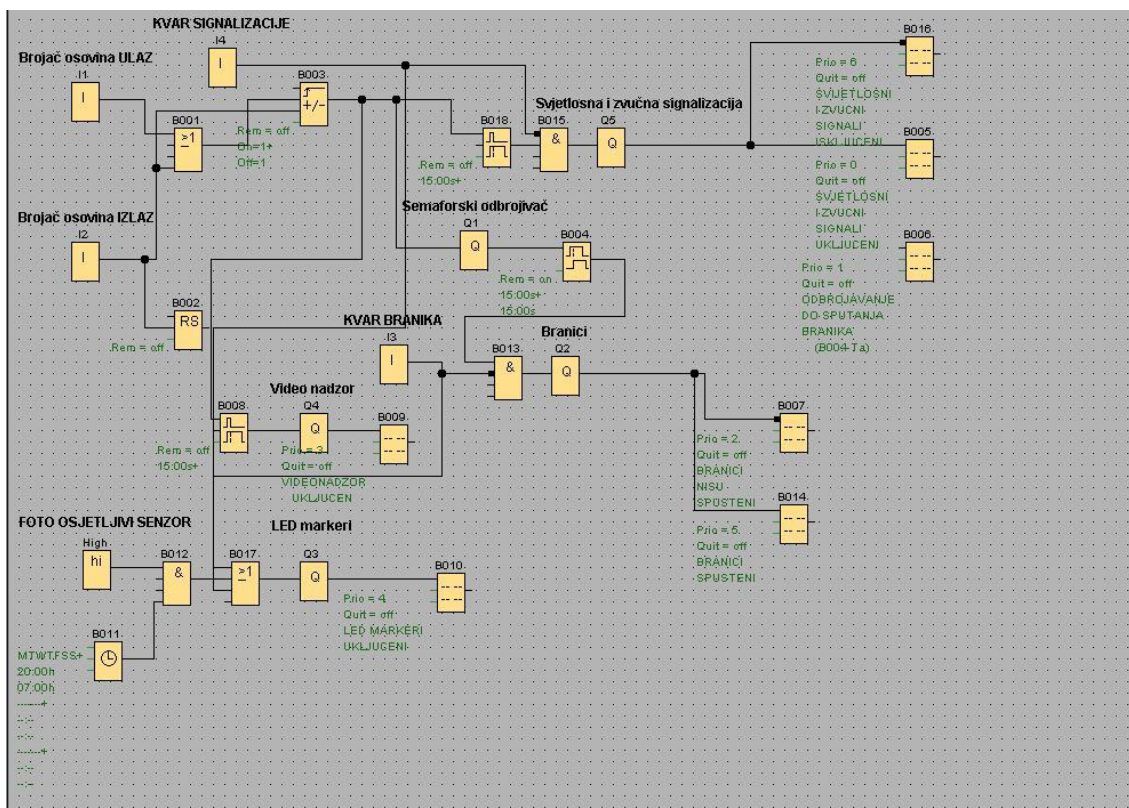 KVAR SIGNALIZACIJE
I4
I
Brojač osovina ULAZ
I1
I
B001
≥1
B003
+/-
Rem = off
On=1+
Off=1
Svjetlosna i zvučna signalizacija
B018
Rem = off
15:00s+
B015
&
Q5
Q
B016
Prio = 6
Quit = off
SVJETLOSNI
I ZVUCNI
SIGNALI
ISKLJUCENI
B005
Prio = 0
Quit = off
SVJETLOSNI
I ZVUCNI
SIGNALI
UKLJUCENI
B006
Prio = 1
Quit = off
ODBROJAVANJE
DO SPUTANJA
BRANIKA
(B004-Ta)
Brojač osovina IZLAZ
I2
I
Semaforski odbrojivač
Q1
Q
B004
Rem = on
15:00s+
15:00s
B002
RS
Rem = off
KVAR BRANIKA
I3
I
Branici
B013
&
Q2
Q
Video nadzor
B008
Rem = off
15:00s+
Q4
Q
B009
Prio = 3
Quit = off
VIDEONADZOR
UKLJUCEN
B007
Prio = 2
Quit = off
BRANICI
NISU
SPUSTENI
B014
Prio = 5
Quit = off
BRANICI
SPUSTENI
FOTO OSJETLJIVI SENZOR
High
hi
B012
&
LED markeri
B017
≥1
Q3
Q
B010
Prio = 4
Quit = off
LED MARKERI
UKLJUCENI
B011
MTWTFSS+
20:00h
07:00h
-------+
--:--
--:--
-------+
--:--
--:--